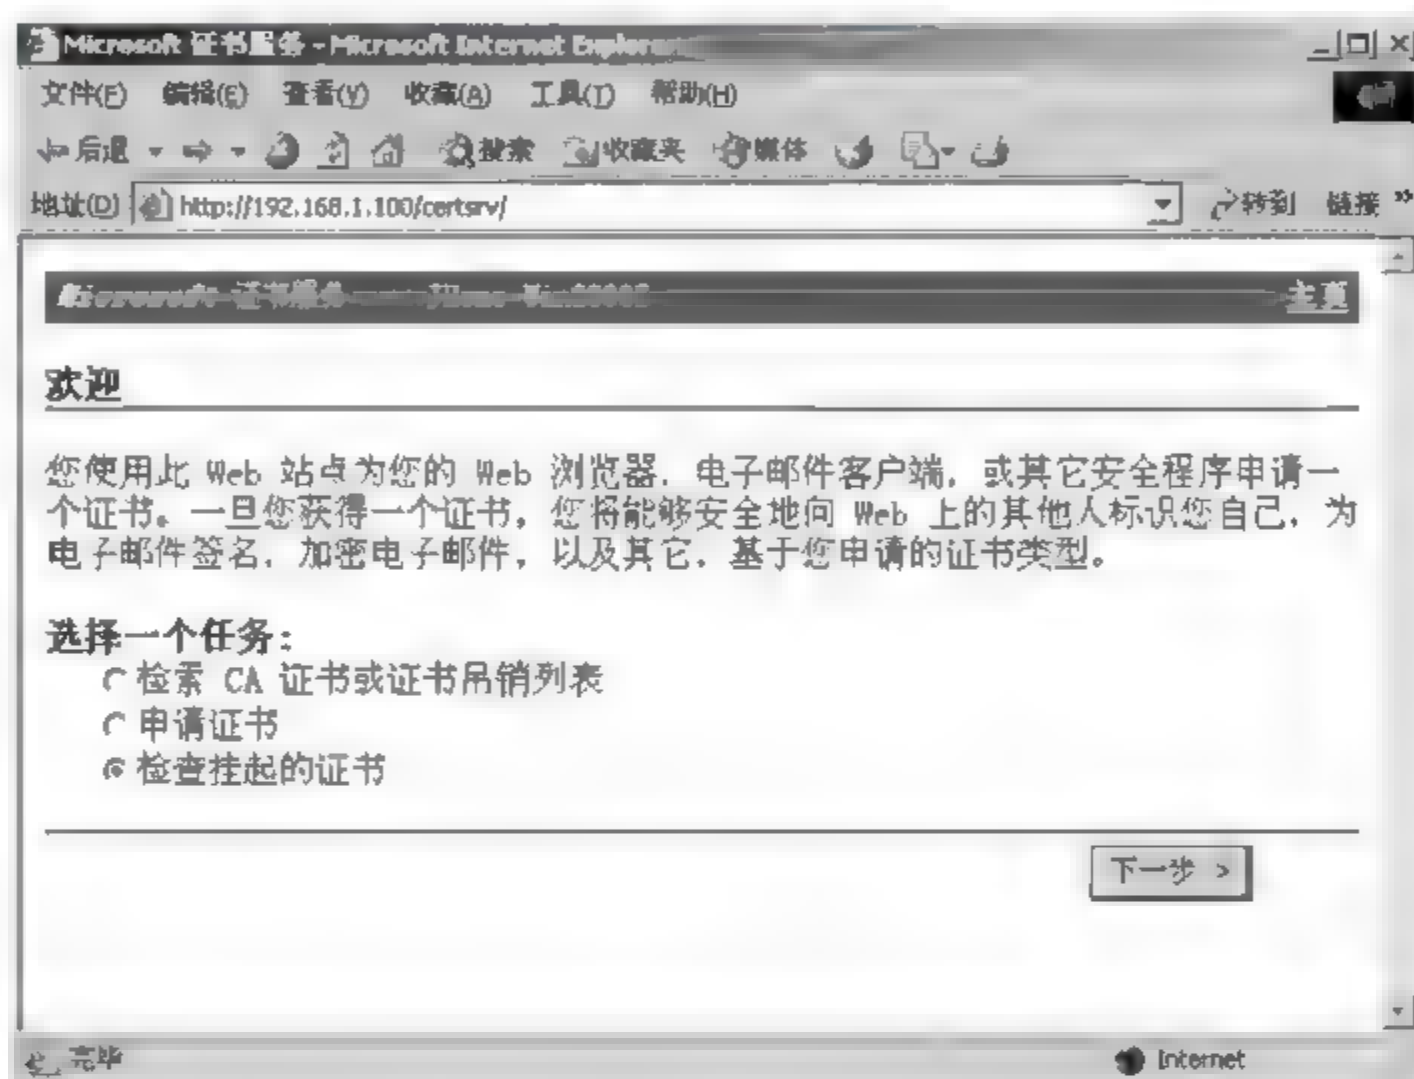 Microsoft 证书服务 - Microsoft Internet Explorer
文件(F) 编辑(E) 查看(V) 收藏(A) 工具(T) 帮助(H)
后退 搜索 收藏夹 媒体
地址(D) http://192.168.1.100/certsrv/ 转到 链接 »
Microsoft 证书服务 主页
欢迎
您使用此 Web 站点为您的 Web 浏览器，电子邮件客户端，或其它安全程序申请一
个证书。一旦您获得一个证书，您将能够安全地向 Web 上的其他人标识您自己，为
电子邮件签名，加密电子邮件，以及其它，基于您申请的证书类型。
选择一个任务:
检索 CA 证书或证书吊销列表
申请证书
检查挂起的证书
下一步 >
完毕 Internet